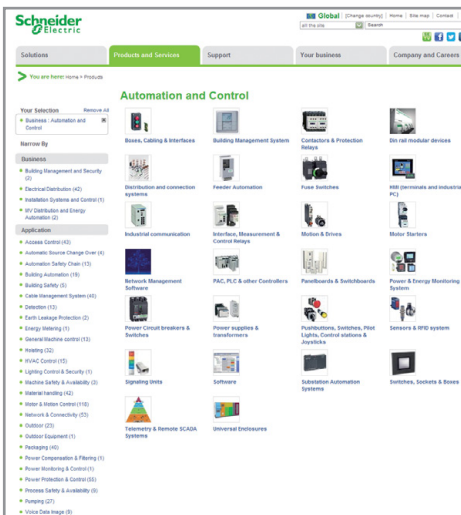 Schneider
Electric
Global | [Change country] | Home | Site map | Contact |
all the site
Search
Solutions
Products and Services
Support
Your business
Company and Careers
You are here: Home > Products
Automation and Control
Your Selection
Remove All
Business : Automation and
Control
Narrow By
Business
Building Management and Security
(2)
Electrical Distribution (42)
Installation Systems and Control (1)
MV Distribution and Energy
Automation (2)
Application
Access Control (43)
Automatic Source Change Over (4)
Automation Safety Chain (13)
Building Automation (19)
Building Safety (5)
Cable Management System (40)
Detection (13)
Earth Leakage Protection (2)
Energy Metering (1)
General Machine control (13)
Hoisting (32)
HVAC Control (15)
Lighting Control & Security (1)
Machine Safety & Availability (3)
Material handling (42)
Motor & Motion Control (118)
Network & Connectivity (53)
Outdoor (23)
Outdoor Equipment (1)
Packaging (40)
Power Compensation & Filtering (1)
Power Monitoring & Control (1)
Power Protection & Control (55)
Process Safety & Availability (9)
Pumping (27)
Voice Data Image (9)
Boxes, Cabling & Interfaces
Building Management System
Contactors & Protection
Relays
Din rail modular devices
Distribution and connection
systems
Feeder Automation
Fuse Switches
HMI (terminals and industrial
PC)
Industrial communication
Interface, Measurement &
Control Relays
Motion & Drives
Motor Starters
Network Management
Software
PAC, PLC & other Controllers
Panelboards & Switchboards
Power & Energy Monitoring
System
Power Circuit breakers &
Switches
Power supplies &
transformers
Pushbuttons, Switches, Pilot
Lights, Control stations &
Joysticks
Sensors & RFID system
Signaling Units
Software
Substation Automation
Systems
Switches, Sockets & Boxes
Telemetry & Remote SCADA
Systems
Universal Enclosures